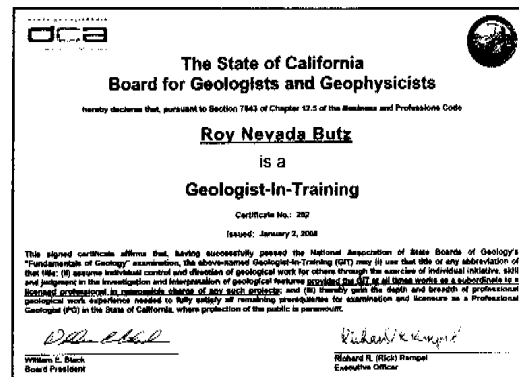 dca
The State of California
Board for Geologists and Geophysicists
hereby declares that, pursuant to Section 7843 of Chapter 12.5 of the Business and Professions Code
Roy Nevada Butz
is a
Geologist-In-Training
Certificate No.: 282
Issued: January 2, 2008
This signed certificate affirms that, having successfully passed the National Association of State Boards of Geology's
"Fundamentals of Geology" examination, the above-named Geologist-In-Training (GIT) may (i) use that title or any abbreviation of
that title; (ii) assume individual control and direction of geological work for others through the exercise of individual initiative, skill
and judgment in the investigation and interpretation of geological features provided the GIT at all times works as a subordinate to a
licensed professional in responsible charge of any such projects; and (iii) thereby gain the depth and breadth of professional
geological work experience needed to fully satisfy all remaining prerequisites for examination and licensure as a Professional
Geologist (PG) in the State of California, where protection of the public is paramount.
William E. Black
Board President
Richard R. (Rick) Rempel
Executive Officer